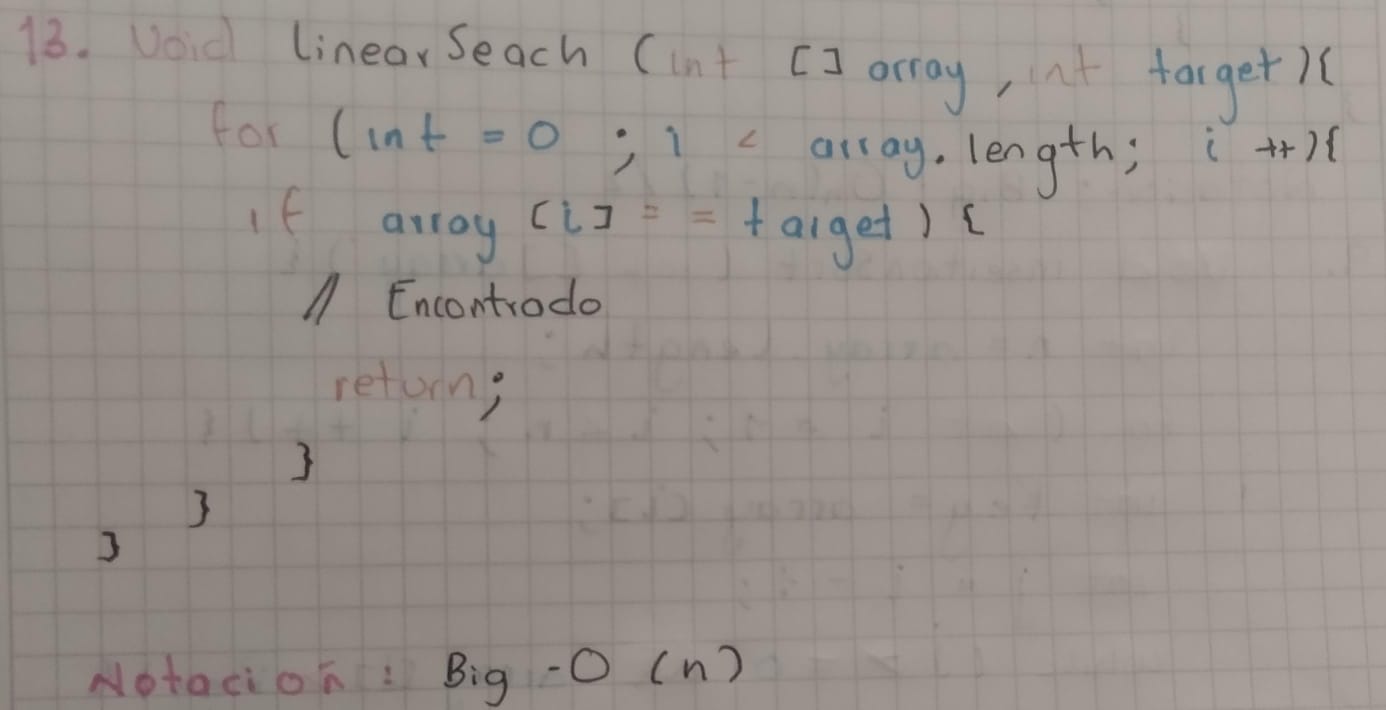 13. Void linearSeach (int [] array, int target){
for (int = 0 ; i < array. length; i ++){
if array [i] = = target) {
// Encontrado
return;
}
}
}
Notación : Big -O (n)